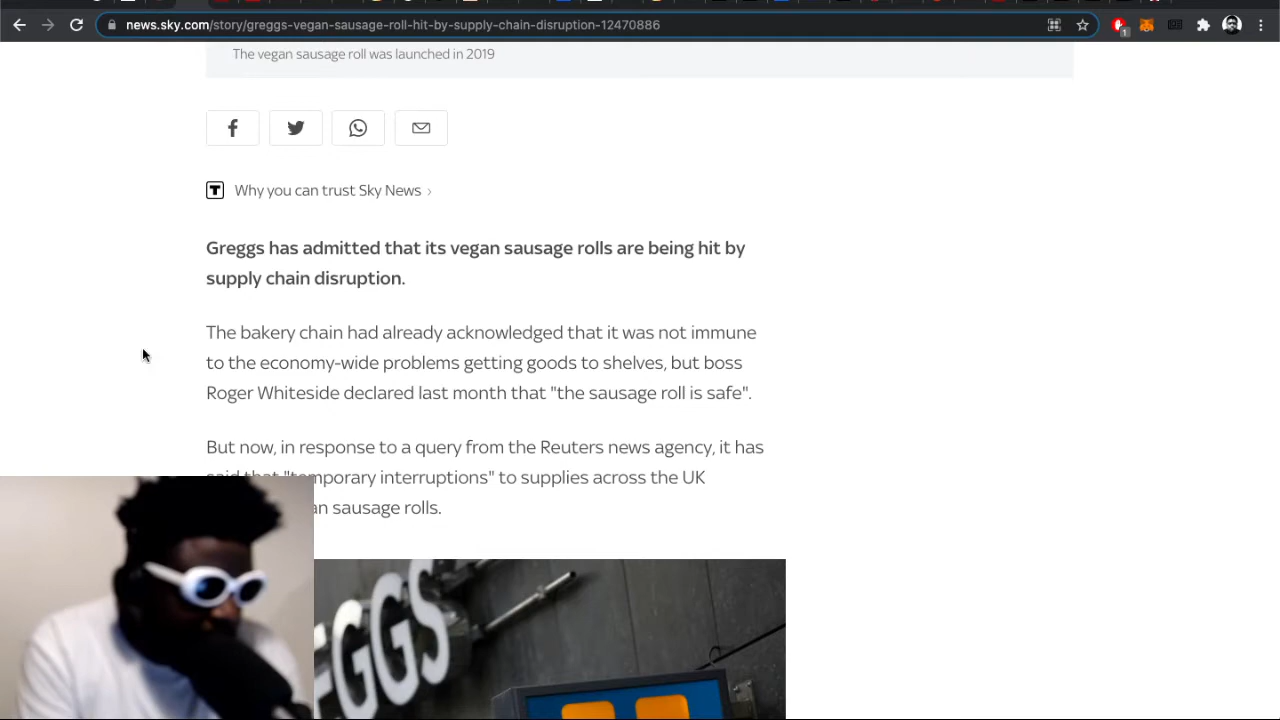 news.sky.com/story/greggs-vegan-sausage-roll-hit-by-supply-chain-disruption-12470886
1
The vegan sausage roll was launched in 2019
Why you can trust Sky News
Greggs has admitted that its vegan sausage rolls are being hit by
supply chain disruption.
The bakery chain had already acknowledged that it was not immune
to the economy-wide problems getting goods to shelves, but boss
Roger Whiteside declared last month that "the sausage roll is safe".
But now, in response to a query from the Reuters news agency, it has
said that "temporary interruptions" to supplies across the UK
sausage rolls.
EGGS